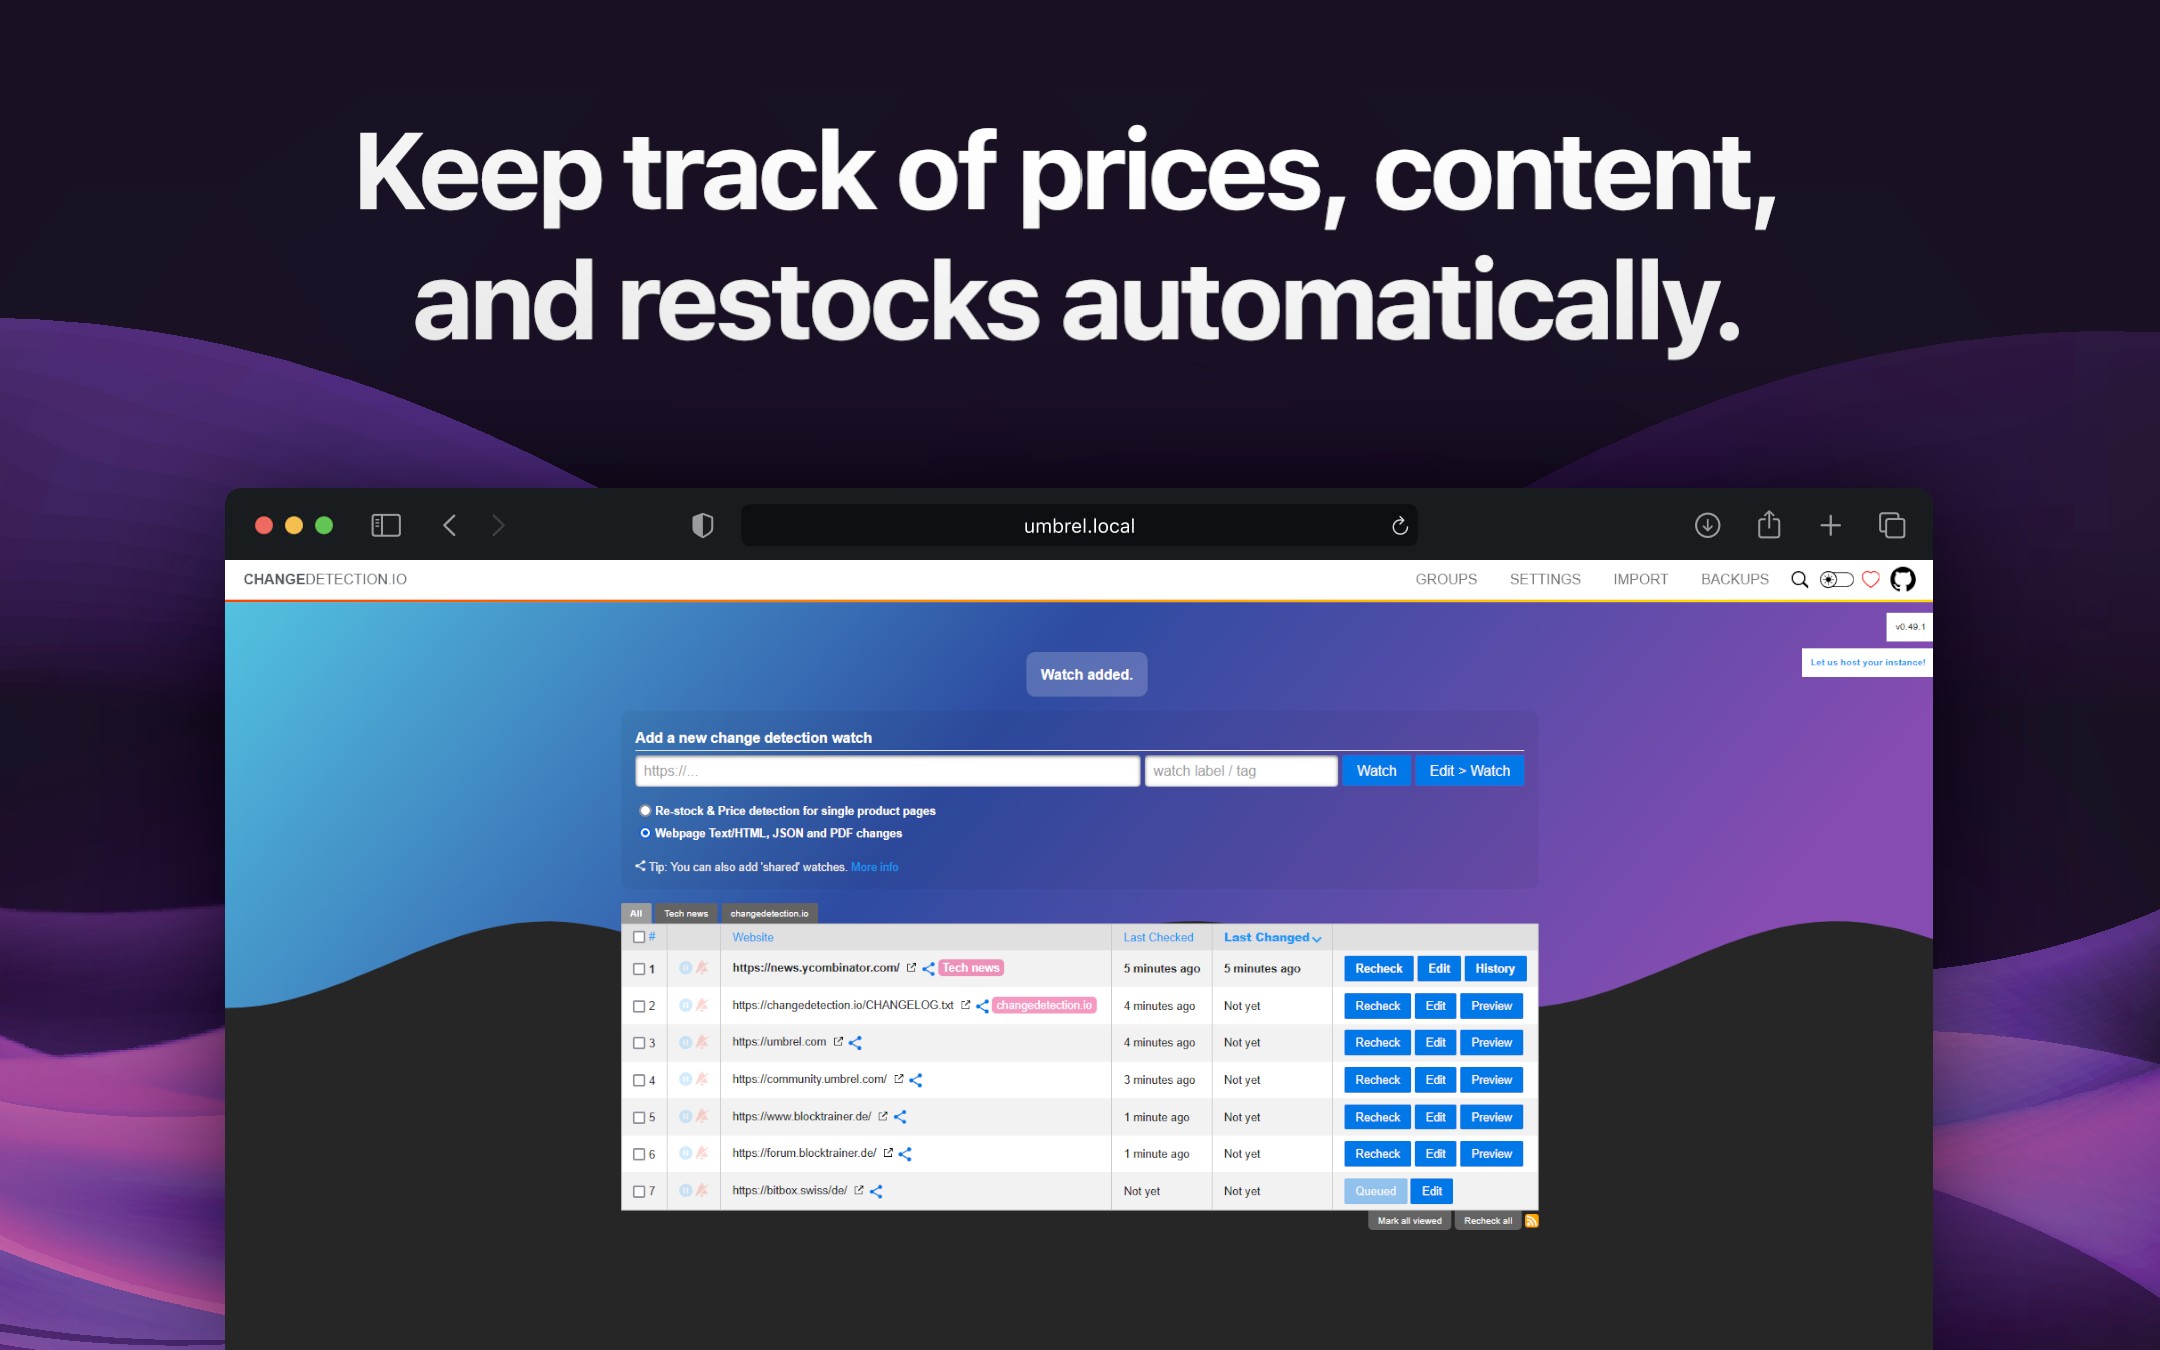 Keep track of prices, content,
and restocks automatically.
umbrel.local
CHANGEDETECTION.IO GROUPS SETTINGS IMPORT BACKUPS
v0.49.1
Let us host your instance!
Watch added.
Add a new change detection watch
https://... watch label / tag Watch Edit > Watch
Re-stock & Price detection for single product pages
Webpage Text/HTML, JSON and PDF changes
Tip: You can also add 'shared' watches. More info
All Tech news changedetection.io
# Website Last Checked Last Changed
1 https://news.ycombinator.com/ Tech news 5 minutes ago 5 minutes ago Recheck Edit History
2 https://changedetection.io/CHANGELOG.txt changedetection.io 4 minutes ago Not yet Recheck Edit Preview
3 https://umbrel.com 4 minutes ago Not yet Recheck Edit Preview
4 https://community.umbrel.com/ 3 minutes ago Not yet Recheck Edit Preview
5 https://www.blocktrainer.de/ 1 minute ago Not yet Recheck Edit Preview
6 https://forum.blocktrainer.de/ 1 minute ago Not yet Recheck Edit Preview
7 https://bitbox.swiss/de/ Not yet Not yet Queued Edit
Mark all viewed Recheck all